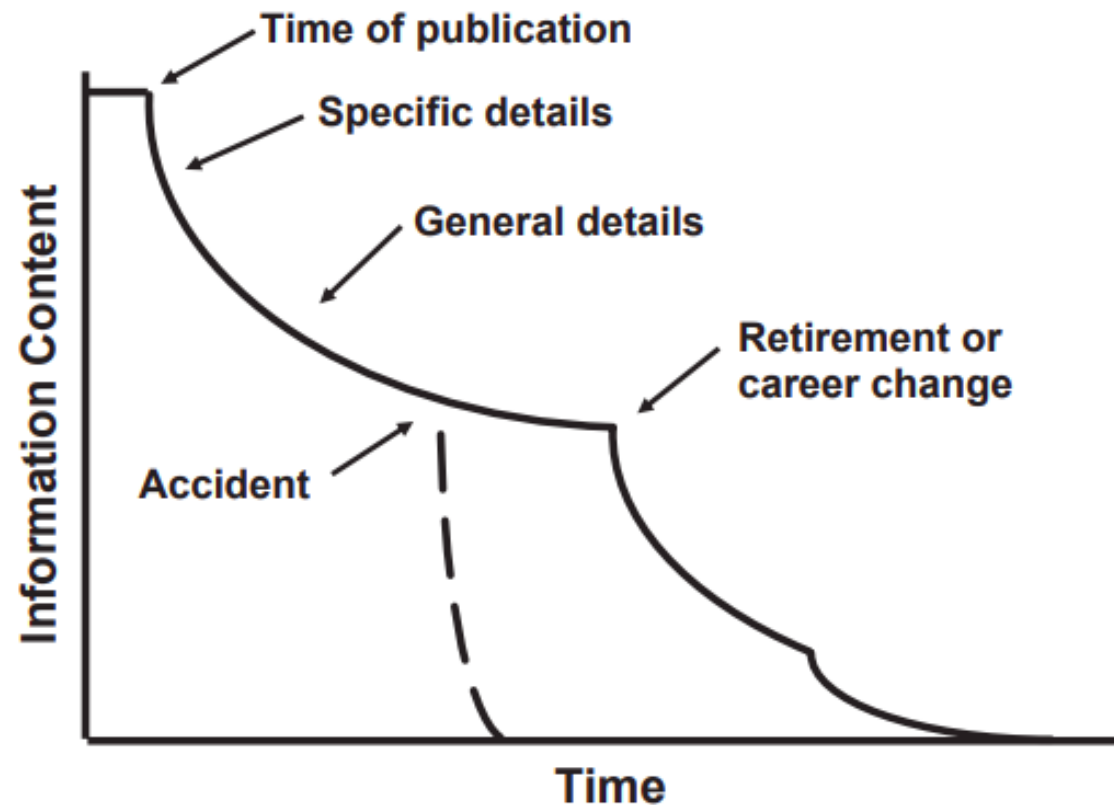 Time of publication
Specific details
General details
Retirement or
career change
Accident
Information Content
Time